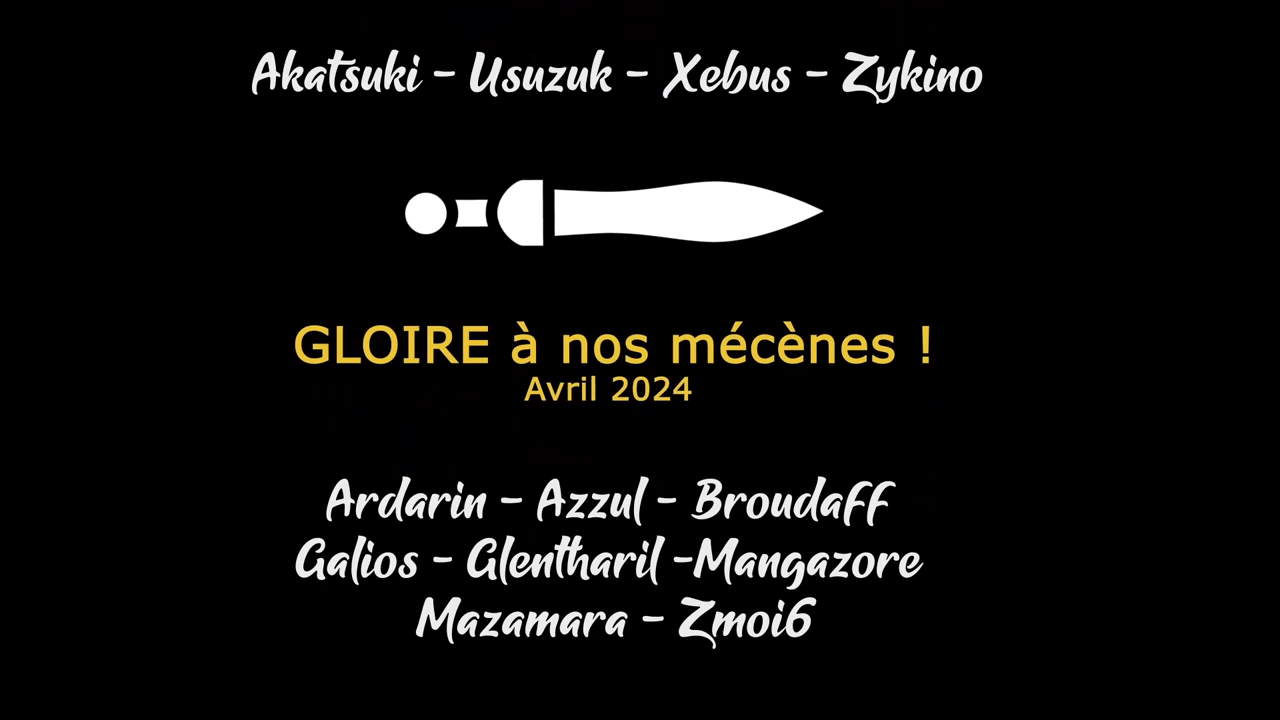 Akatsuki - Usuzuk - Xebus - Zykino
GLOIRE à nos mécènes !
Avril 2024
Ardarin - Azzul - Broudaff
Galios - Glentharil -Mangazore
Mazamara - Zmoi6